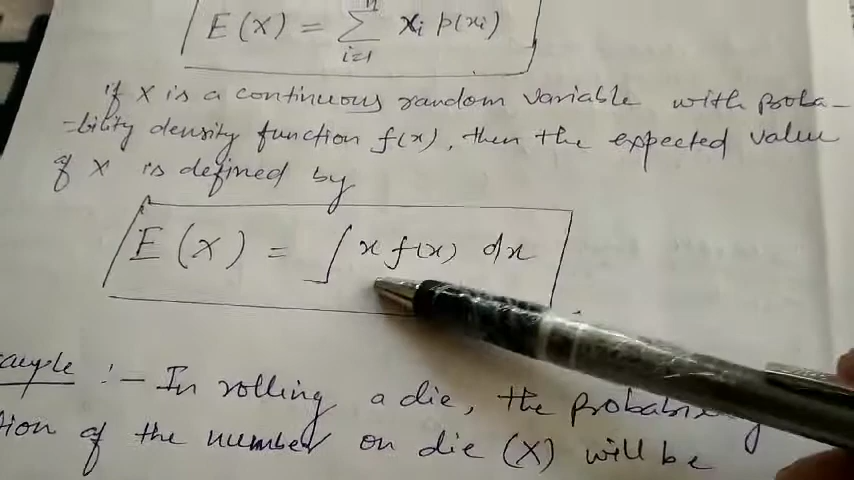 E(X) = n∑i=1 xi p(xi)
if X is a continuous random variable with proba-
-bility density function f(x), then the expected value
of X is defined by
E(X) = ∫ x f(x) dx
ample :- In rolling a die, the
tion of the number on die (X) will be